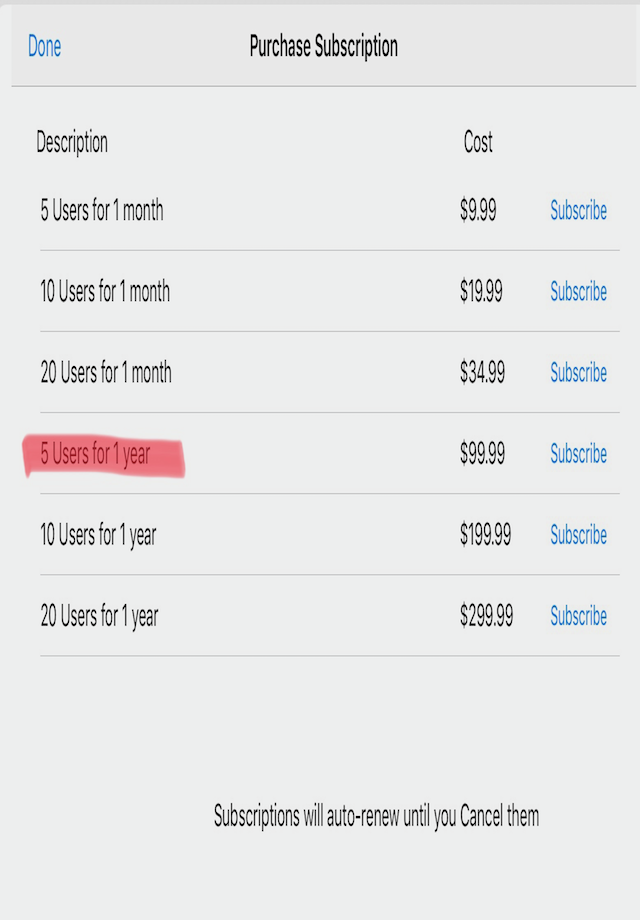 Done Purchase Subscription
Description Cost
5 Users for 1 month $9.99 Subscribe
10 Users for 1 month $19.99 Subscribe
20 Users for 1 month $34.99 Subscribe
5 Users for 1 year $99.99 Subscribe
10 Users for 1 year $199.99 Subscribe
20 Users for 1 year $299.99 Subscribe
Subscriptions will auto-renew until you Cancel them